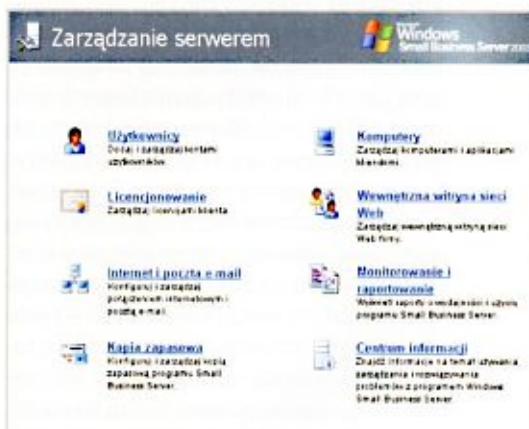 Zarządzanie serwerem
Windows
Small Business Server 2003
Użytkownicy
Dodaj i zarządzaj kontami
użytkowników.
Licencjonowanie
Zarządzaj licencjami klienta
Internet i poczta e-mail
Konfiguruj i zarządzaj
połączeniem internetowym i
pocztą e-mail.
Kopia zapasowa
Konfiguruj i zarządzaj kopią
zapasową programu Small
Business Server.
Komputery
Zarządzaj komputerami i aplikacjami
klienckimi.
Wewnętrzna witryna sieci
Web
Zarządzaj wewnętrzną witryną sieci
Web firmy.
Monitorowanie i
raportowanie
Wyświetl raporty o wydajności i użyciu
programu Small Business Server.
Centrum informacji
Znajdź informacje na temat używania,
zarządzania i rozwiązywania
problemów z programem Windows
Small Business Server.